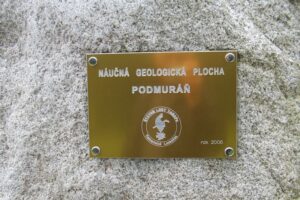 NÁUČNÁ GEOLOGICKÁ PLOCHA
PODMURÁŇ
rok 2006